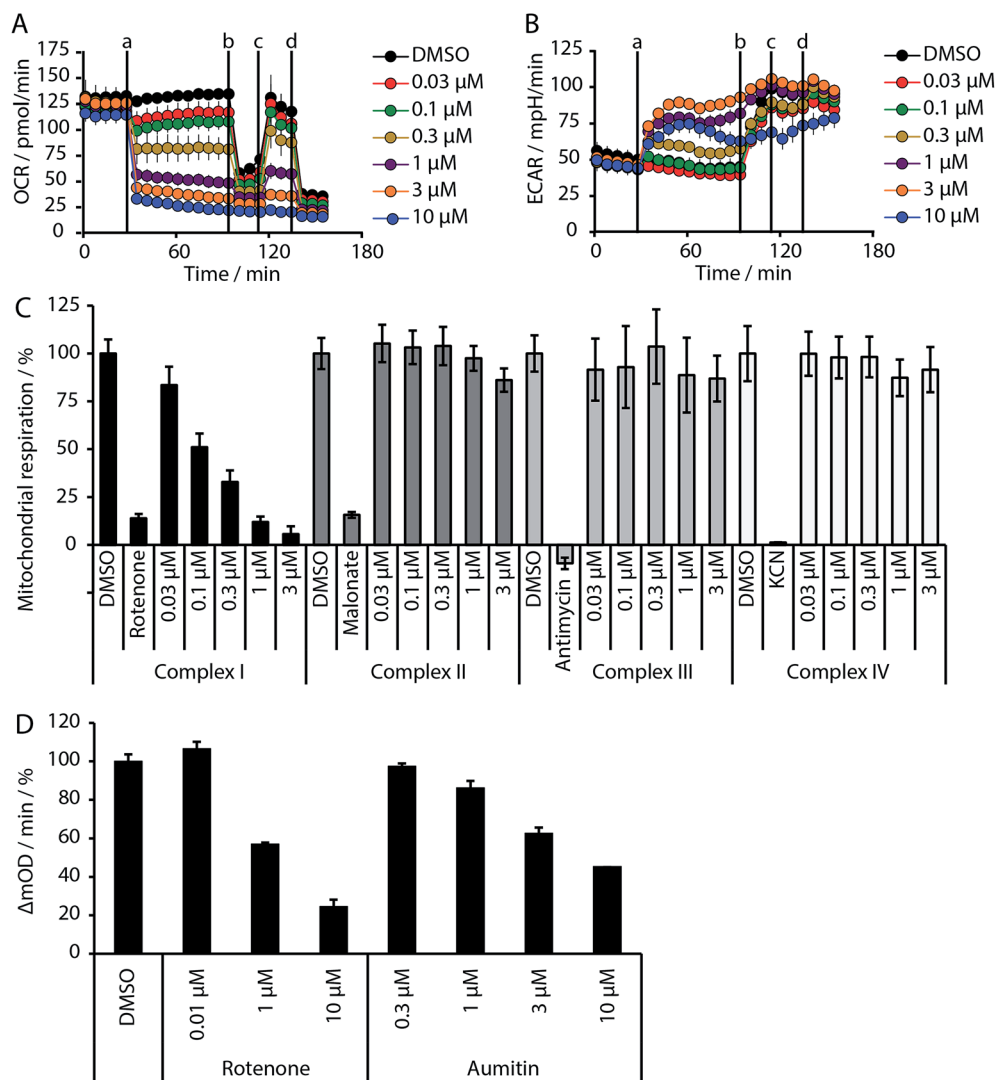 A
OCR / pmol/min
175
150
125
100
75
50
25
0
0
60
120
180
Time / min
a
b
c
d
DMSO
0.03 µM
0.1 µM
0.3 µM
1 µM
3 µM
10 µM
B
ECAR / mpH/min
125
100
75
50
25
0
0
60
120
180
Time / min
a
b
c
d
DMSO
0.03 µM
0.1 µM
0.3 µM
1 µM
3 µM
10 µM
C
Mitochondrial respiration / %
125
100
75
50
25
0
DMSO
Rotenone
0.03 µM
0.1 µM
0.3 µM
1 µM
3 µM
Complex I
DMSO
Malonate
0.03 µM
0.1 µM
0.3 µM
1 µM
3 µM
Complex II
DMSO
Antimycin
0.03 µM
0.1 µM
0.3 µM
1 µM
3 µM
Complex III
DMSO
KCN
0.03 µM
0.1 µM
0.3 µM
1 µM
3 µM
Complex IV
D
ΔmOD / min / %
120
100
80
60
40
20
0
DMSO
0.01 µM
1 µM
10 µM
Rotenone
0.3 µM
1 µM
3 µM
10 µM
Aumitin